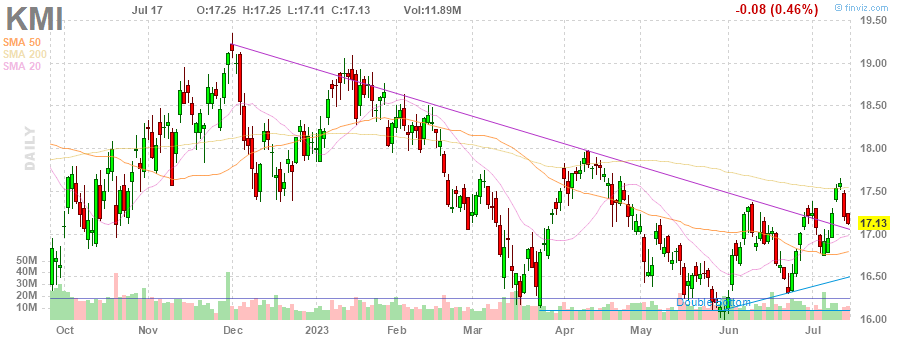 KMI Jul 17 O:17.25 H:17.25 L:17.11 C:17.13 Vol:11.89M -0.08 (0.46%) © finviz.com
SMA 50
SMA 200
SMA 20
DAILY
19.50
19.00
18.50
18.00
17.50
17.13
17.00
16.50
16.00
50M
40M
30M
20M
10M
Double bottom
Oct Nov Dec 2023 Feb Mar Apr May Jun Jul